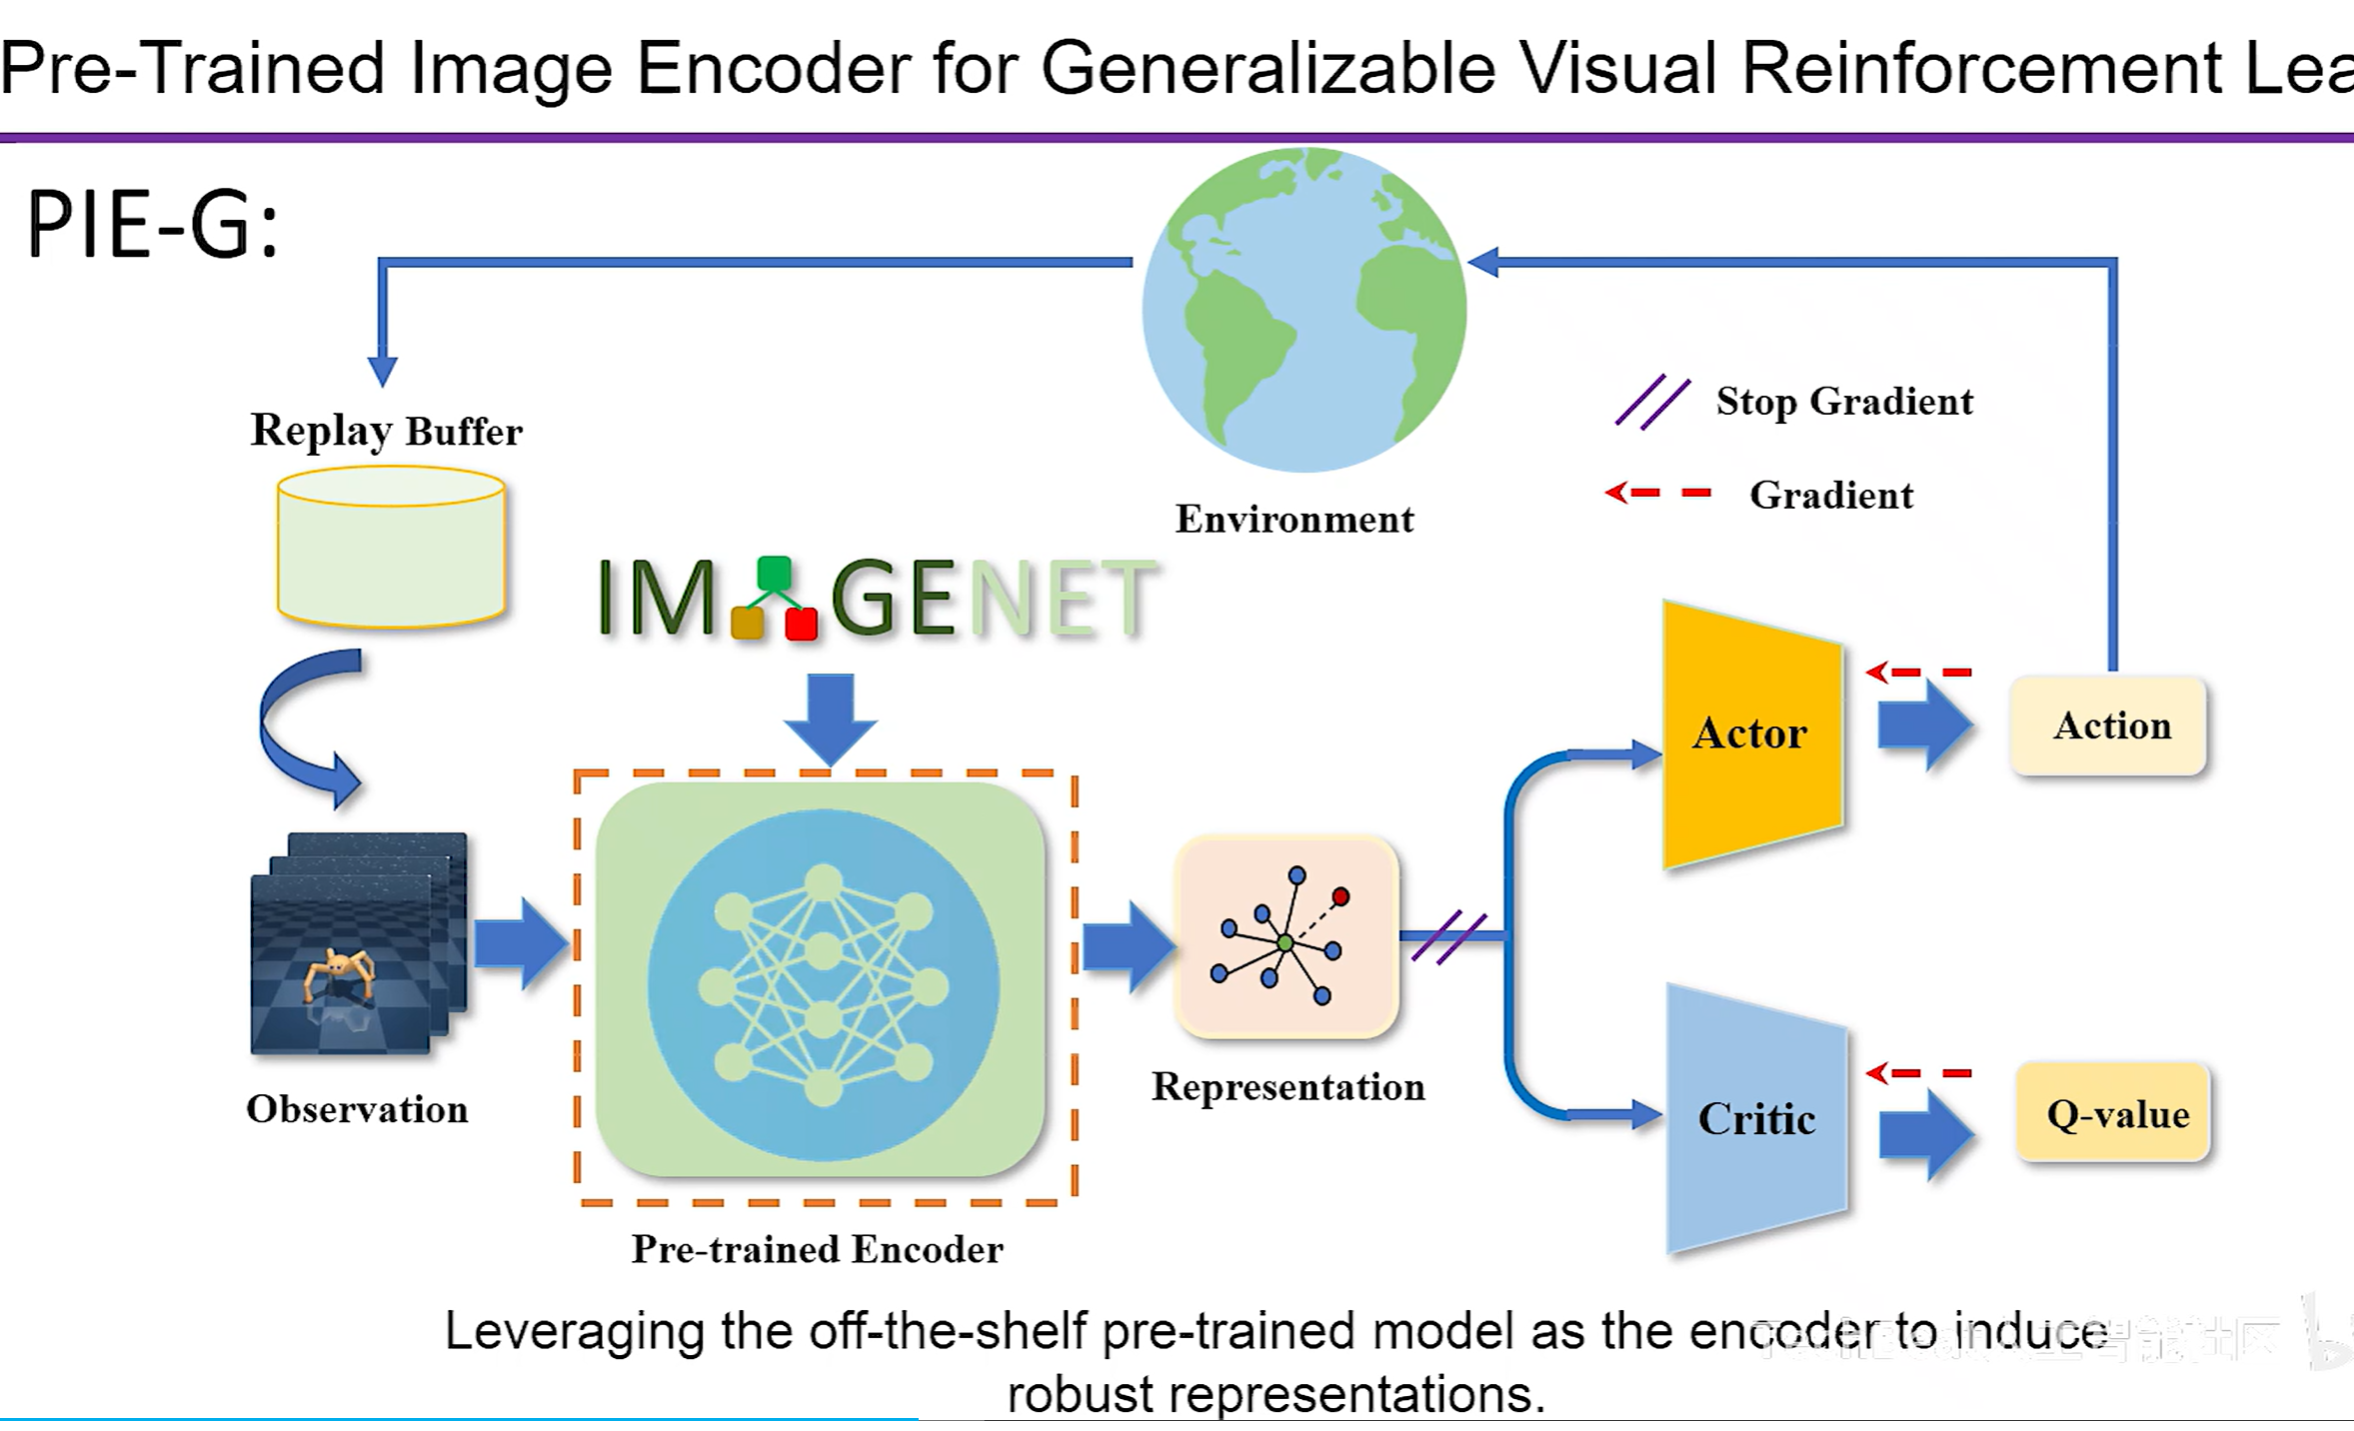 Pre-Trained Image Encoder for Generalizable Visual Reinforcement Lea
PIE-G:
Replay Buffer
Environment
Stop Gradient
Gradient
IMAGENET
Actor
Action
Observation
Pre-trained Encoder
Representation
Critic
Q-value
Leveraging the off-the-shelf pre-trained model as the encoder to induce
robust representations.